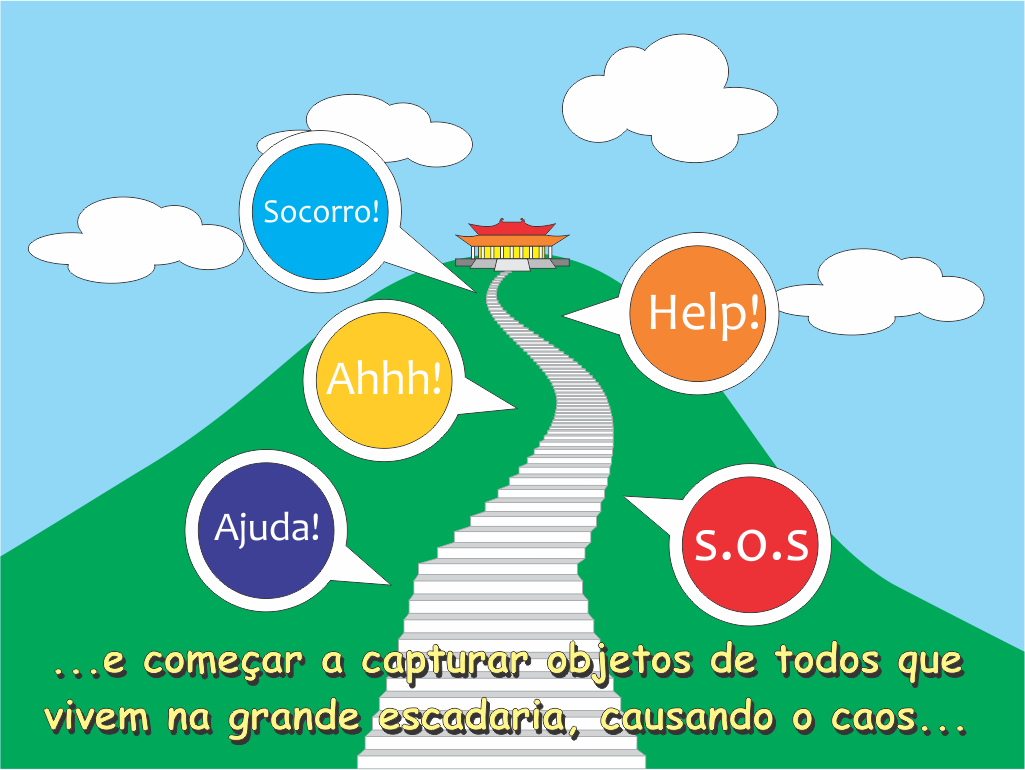 Socorro!
Help!
Ahhh!
Ajuda!
s.o.s
...e começar a capturar objetos de todos que
vivem na grande escadaria, causando o caos...